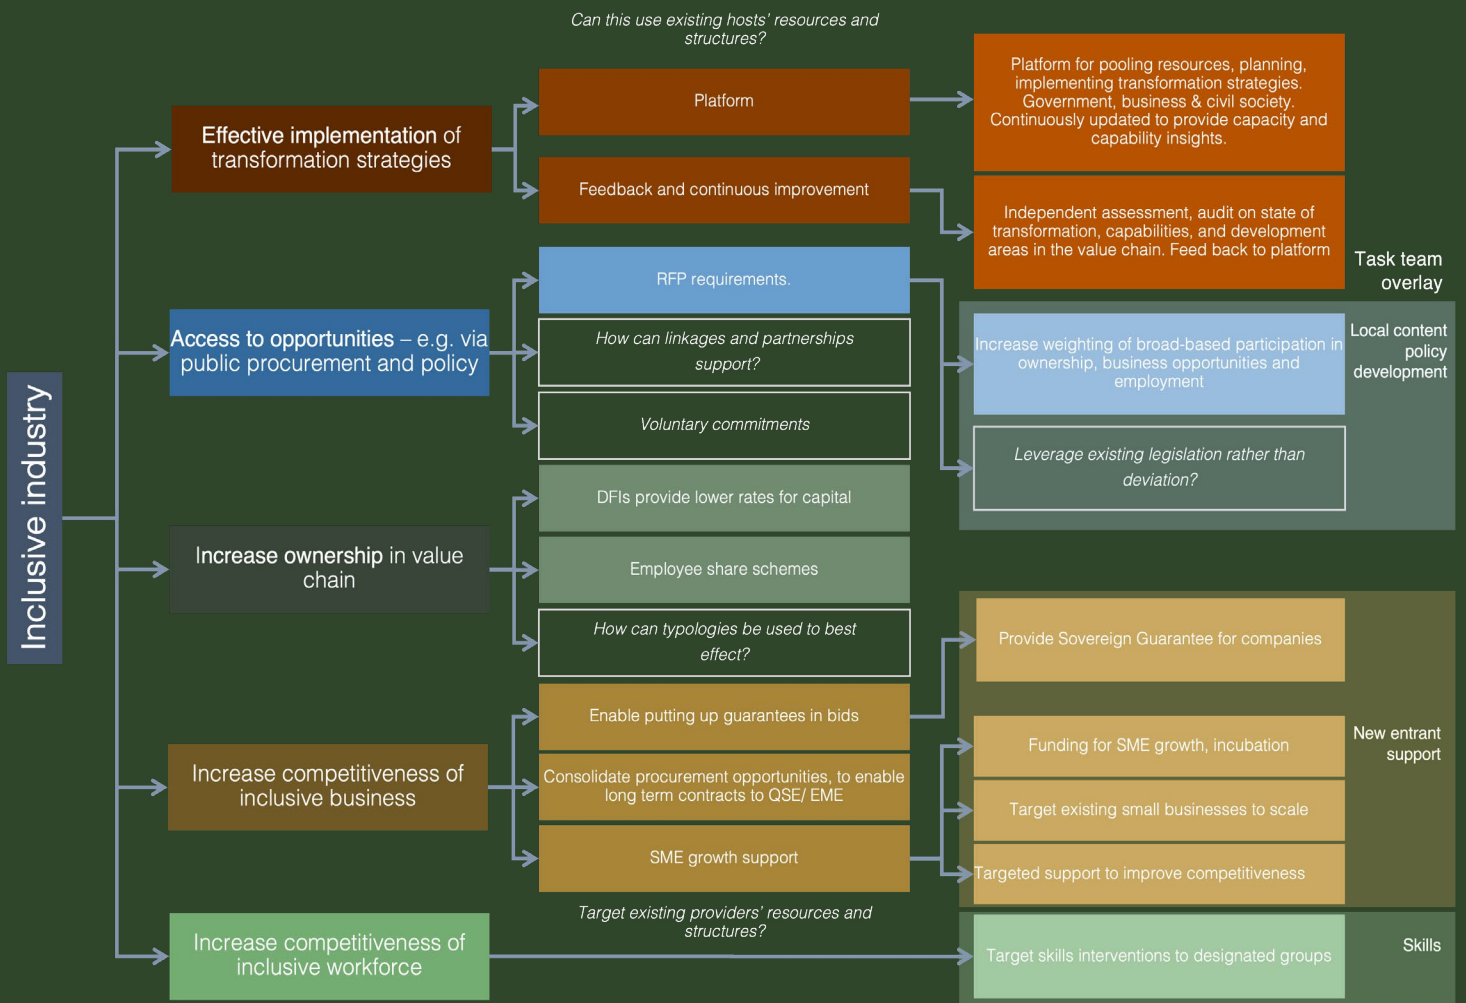 Inclusive industry
Effective implementation of
transformation strategies
Access to opportunities – e.g. via
public procurement and policy
Increase ownership in value
chain
Increase competitiveness of
inclusive business
Increase competitiveness of
inclusive workforce
Can this use existing hosts' resources and
structures?
Platform
Feedback and continuous improvement
RFP requirements.
How can linkages and partnerships
support?
Voluntary commitments
DFIs provide lower rates for capital
Employee share schemes
How can typologies be used to best
effect?
Enable putting up guarantees in bids
Consolidate procurement opportunities, to enable
long term contracts to QSE/ EME
SME growth support
Target existing providers' resources and
structures?
Platform for pooling resources, planning,
implementing transformation strategies.
Government, business & civil society.
Continuously updated to provide capacity and
capability insights.
Independent assessment, audit on state of
transformation, capabilities, and development
areas in the value chain. Feed back to platform
Increase weighting of broad-based participation in
ownership, business opportunities and
employment
Leverage existing legislation rather than
deviation?
Provide Sovereign Guarantee for companies
Funding for SME growth, incubation
Target existing small businesses to scale
Targeted support to improve competitiveness
Target skills interventions to designated groups
Task team
overlay
Local content
policy
development
New entrant
support
Skills